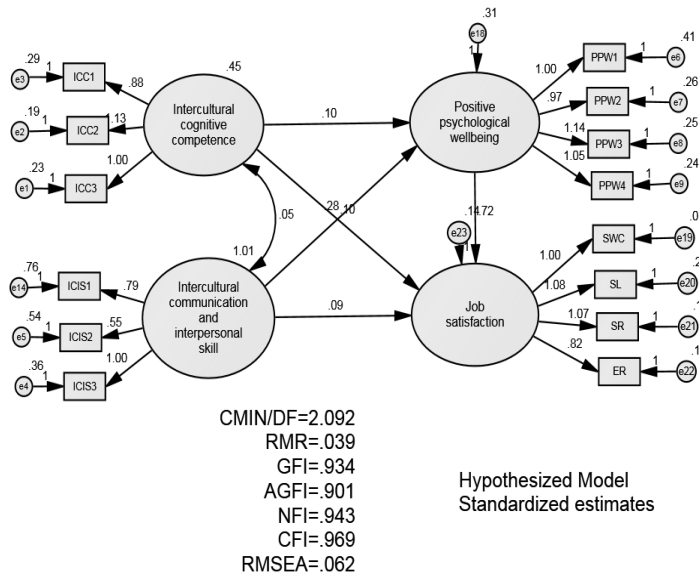 .31
e18
1
.29
e3
1
ICC1
.88
.45
.19
e2
1
ICC2
1.13
.23
e1
1
ICC3
1.00
Intercultural
cognitive
competence
.10
Positive
psychological
wellbeing
1.00
PPW1
1
.41
e6
.97
PPW2
1
.26
e7
1.14
PPW3
1
.25
e8
1.05
PPW4
1
.24
e9
.05
.28
.10
.14
.72
e23
1
1.01
.76
e14
1
ICIS1
.79
.54
e5
1
ICIS2
.55
.36
e4
1
ICIS3
1.00
Intercultural
communication
and
interpersonal
skill
.09
Job
satisfaction
1.00
SWC
1
e19
1.08
SL
1
e20
1.07
SR
1
e21
.82
ER
1
e22
CMIN/DF=2.092
RMR=.039
GFI=.934
AGFI=.901
NFI=.943
CFI=.969
RMSEA=.062
Hypothesized Model
Standardized estimates